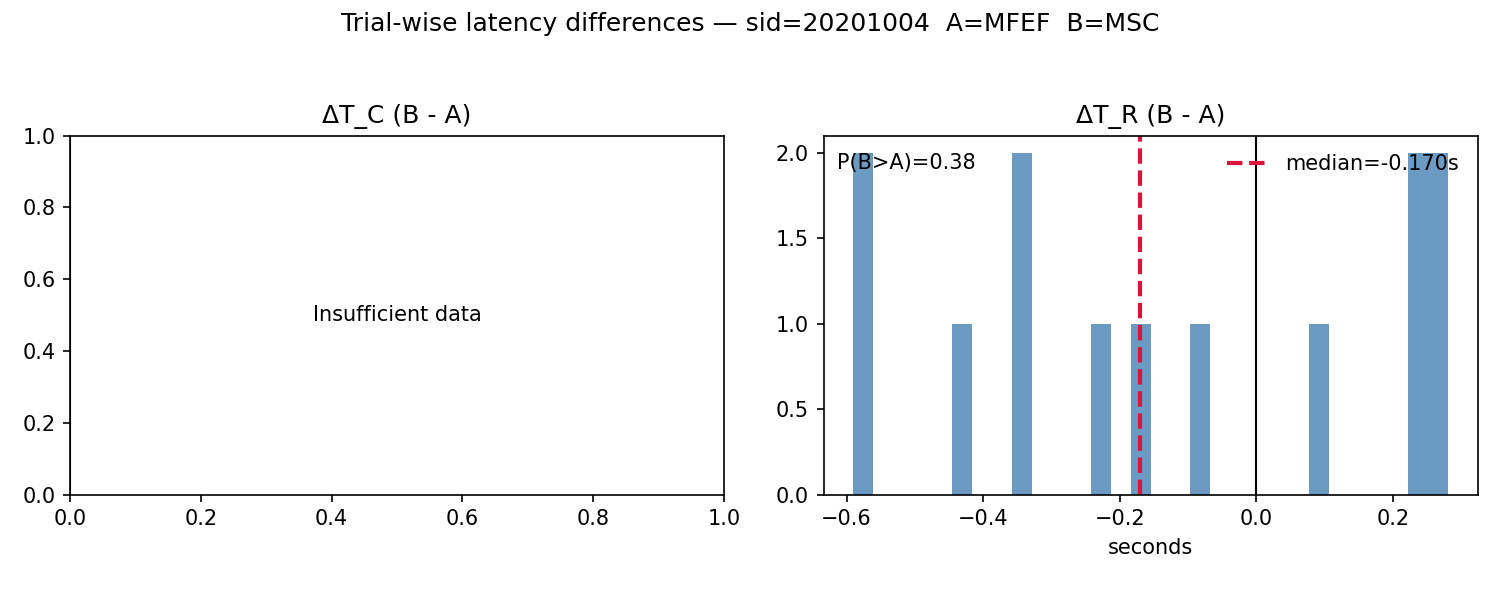 Trial-wise latency differences — sid=20201004  A=MFEF  B=MSC
ΔT_C (B - A)
1.0
0.8
0.6
0.4
0.2
0.0
Insufficient data
0.0 0.2 0.4 0.6 0.8 1.0
ΔT_R (B - A)
2.0
1.5
1.0
0.5
0.0
P(B>A)=0.38
median=-0.170s
−0.6 −0.4 −0.2 0.0 0.2
seconds